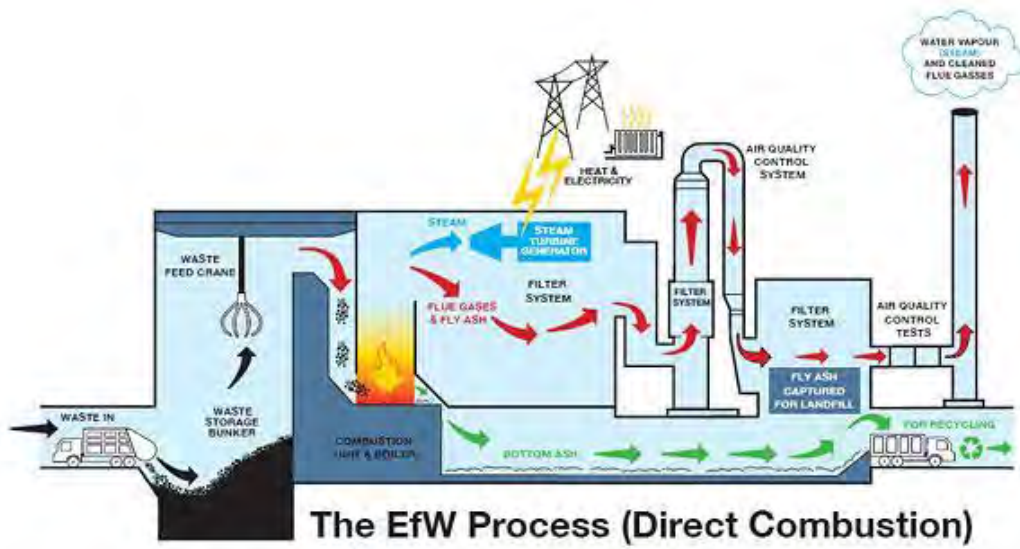 WATER VAPOUR
(STEAM)
AND CLEANED
FLUE GASSES
AIR QUALITY
CONTROL
SYSTEM
HEAT &
ELECTRICITY
STEAM
STEAM
TURBINE
GENERATOR
WASTE
FEED CRANE
FLUE GASES
& FLY ASH
FILTER
SYSTEM
FILTER
SYSTEM
FILTER
SYSTEM
AIR QUALITY
CONTROL
TESTS
FLY ASH
CAPTURED
FOR LANDFILL
WASTE IN
WASTE
STORAGE
BUNKER
COMBUSTION
UNIT & BOILER
BOTTOM ASH
FOR RECYCLING
The EfW Process (Direct Combustion)